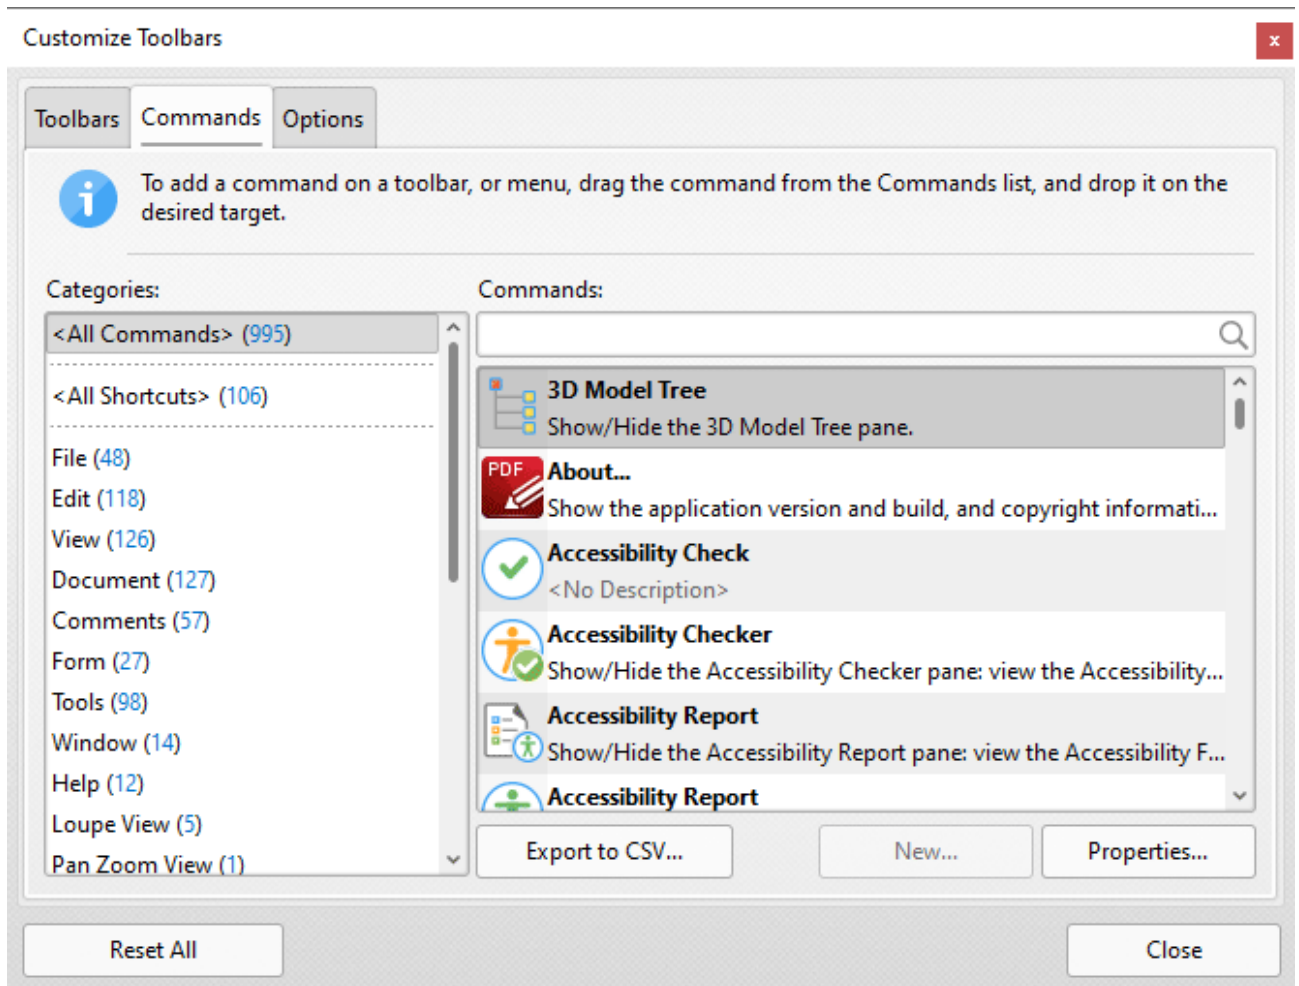 Customize Toolbars
x
Toolbars
Commands
Options
To add a command on a toolbar, or menu, drag the command from the Commands list, and drop it on the
desired target.
Categories:
<All Commands> (995)
<All Shortcuts> (106)
File (48)
Edit (118)
View (126)
Document (127)
Comments (57)
Form (27)
Tools (98)
Window (14)
Help (12)
Loupe View (5)
Pan Zoom View (1)
Commands:
3D Model Tree
Show/Hide the 3D Model Tree pane.
PDF
About...
Show the application version and build, and copyright informati...
Accessibility Check
<No Description>
Accessibility Checker
Show/Hide the Accessibility Checker pane: view the Accessibility...
Accessibility Report
Show/Hide the Accessibility Report pane: view the Accessibility F...
Accessibility Report
Export to CSV...
New...
Properties...
Reset All
Close